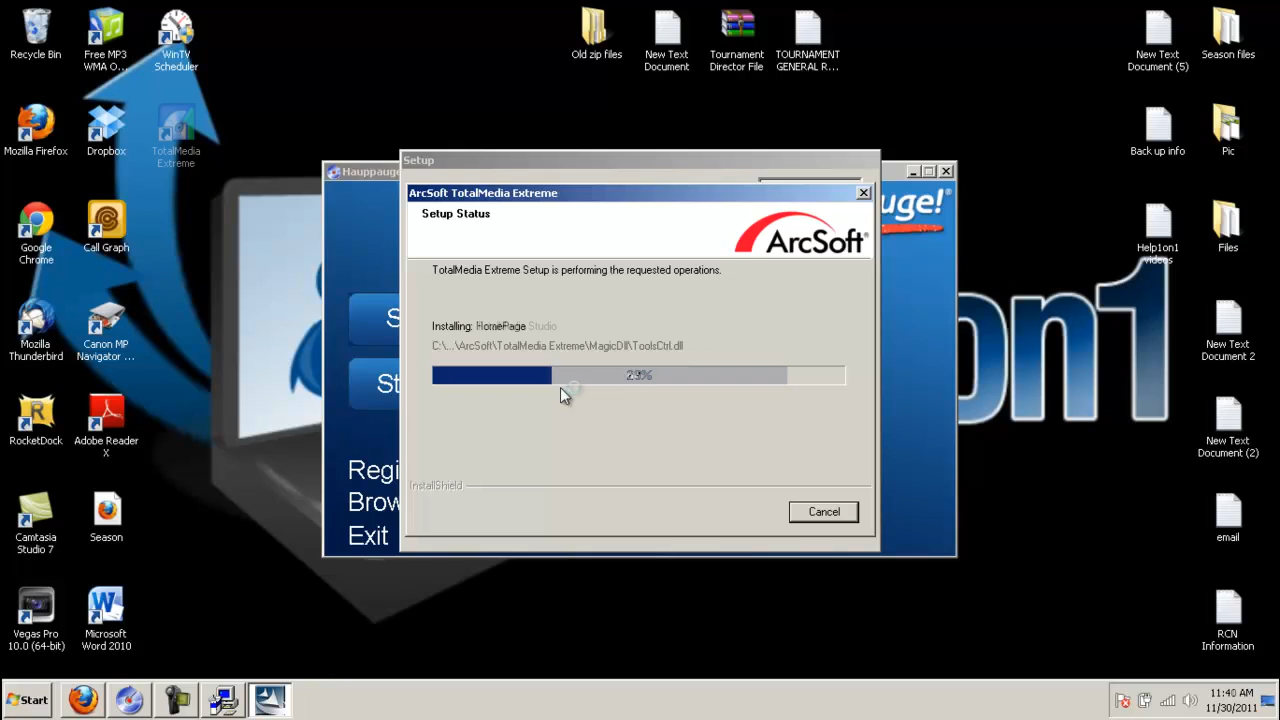 Recycle Bin
Free MP3
WMA O...
WinTV
Scheduler
Old zip files
New Text
Document
Tournament
Director File
TOURNAMENT
GENERAL R...
New Text
Document (5)
Season files
Mozilla Firefox
Dropbox
TotalMedia
Extreme
Back up info
Pic
Google
Chrome
Call Graph
Help1on1
videos
Files
Mozilla
Thunderbird
Canon MP
Navigator ...
New Text
Document 2
RocketDock
Adobe Reader
X
New Text
Document (2)
Camtasia
Studio 7
Season
email
Vegas Pro
10.0 (64-bit)
Microsoft
Word 2010
RCN
Information
on1
Hauppauge
uge!®
S
St
Regi
Brow
Exit
Setup
ArcSoft TotalMedia Extreme
Setup Status
ArcSoft®
TotalMedia Extreme Setup is performing the requested operations.
Installing: HomePage Studio
C:\...\ArcSoft\TotalMedia Extreme\MagicDll\ToolsCtrl.dll
InstallShield
Cancel
Start
11:40 AM
11/30/2011